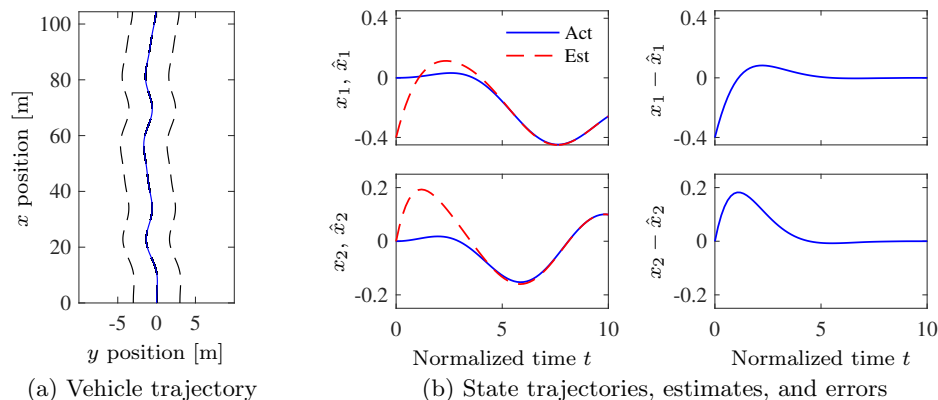 100
80
60
40
20
0
x position [m]
-5 0 5
y position [m]
(a) Vehicle trajectory
0.4
0
-0.4
x₁, x̂₁
Act
Est
0.4
0
-0.4
x₁ − x̂₁
0.2
0
-0.2
x₂, x̂₂
0 5 10
Normalized time t
0.2
0
-0.2
x₂ − x̂₂
0 5 10
Normalized time t
(b) State trajectories, estimates, and errors